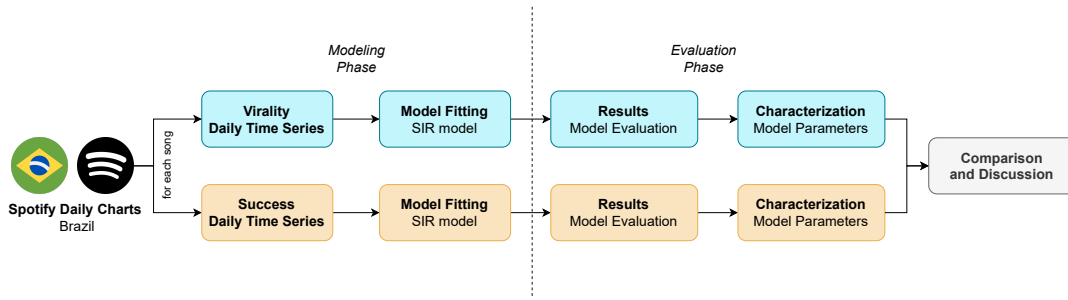 Modeling
Phase
Evaluation
Phase
Virality
Daily Time Series
Model Fitting
SIR model
Results
Model Evaluation
Characterization
Model Parameters
for each song
Spotify Daily Charts
Brazil
Comparison
and Discussion
Success
Daily Time Series
Model Fitting
SIR model
Results
Model Evaluation
Characterization
Model Parameters